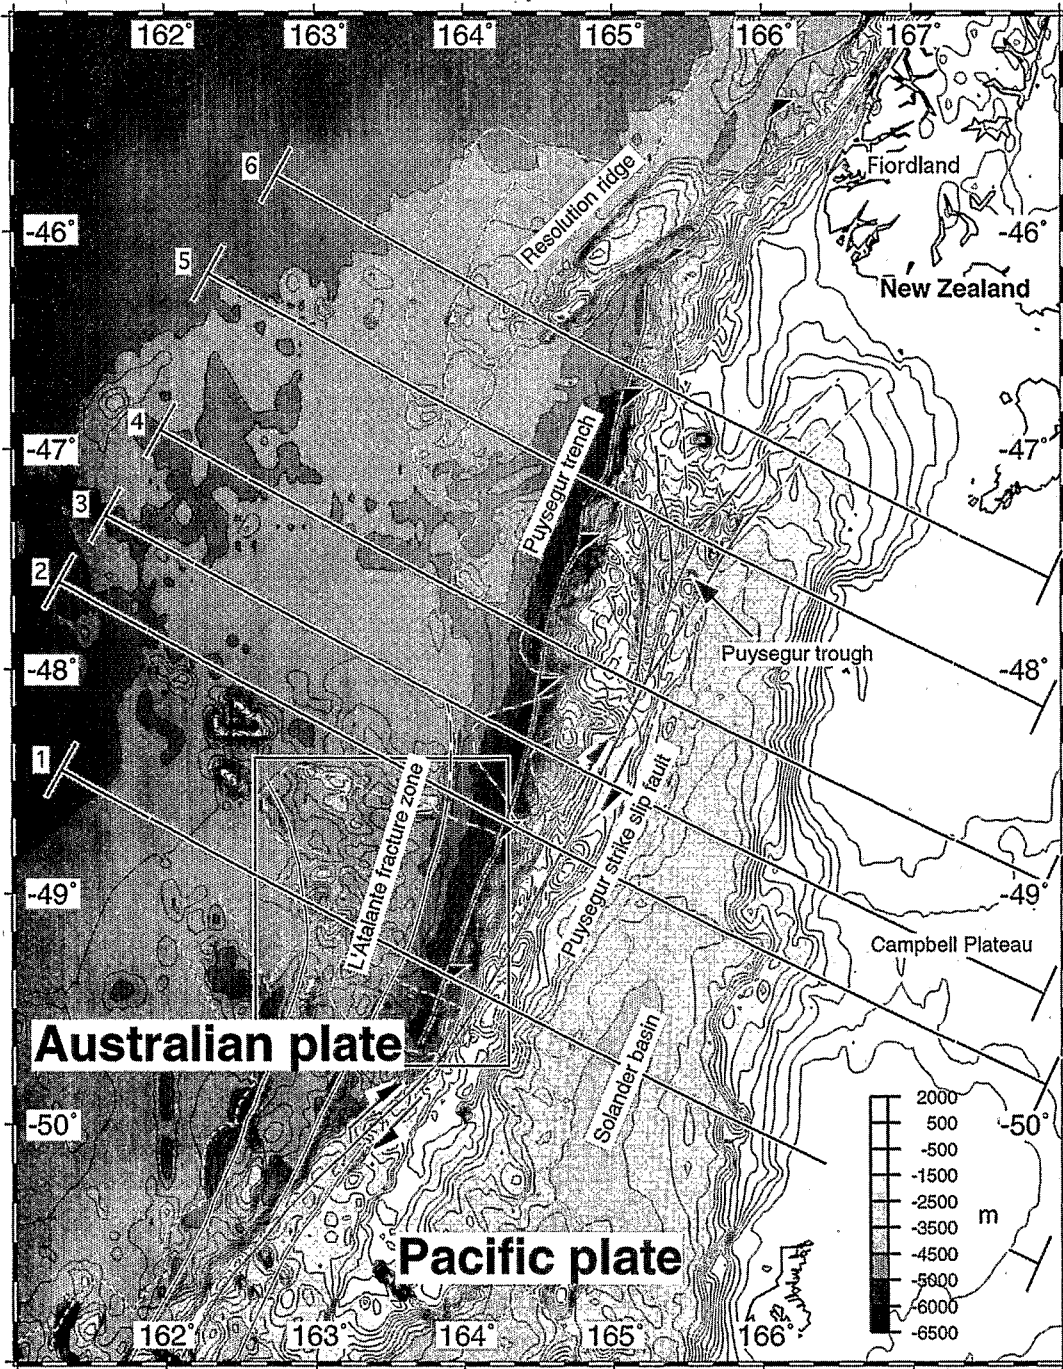 162° 163° 164° 165° 166° 167°
6
Resolution ridge
Fiordland
-46° -46°
5
New Zealand
4
-47° -47°
Puysegur trench
3
2
Puysegur trough
-48° -48°
1
L'Atalante fracture zone
Puysegur strike slip fault
-49° -49°
Campbell Plateau
Australian plate
Solander basin
-50° -50°
2000
500
-500
-1500
-2500
-3500
-4500
-5000
-6000
-6500
m
Pacific plate
162° 163° 164° 165° 166°